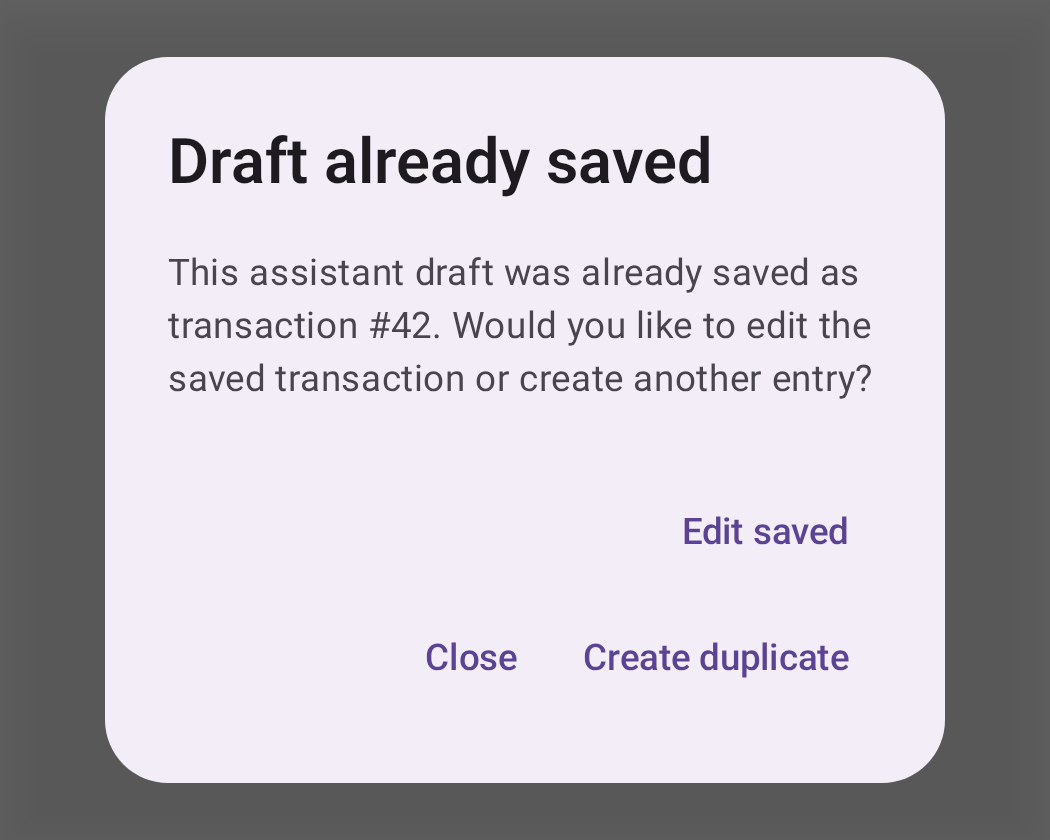 Draft already saved
This assistant draft was already saved as
transaction #42. Would you like to edit the
saved transaction or create another entry?
Edit saved
Close
Create duplicate